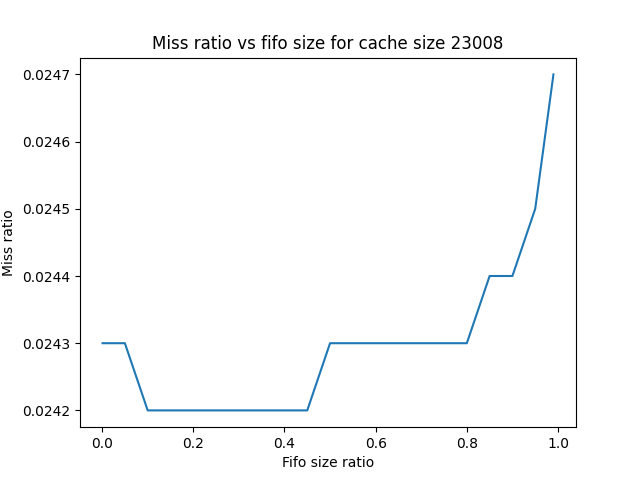 Miss ratio vs fifo size for cache size 23008
0.0247
0.0246
0.0245
0.0244
0.0243
0.0242
Miss ratio
0.0 0.2 0.4 0.6 0.8 1.0
Fifo size ratio